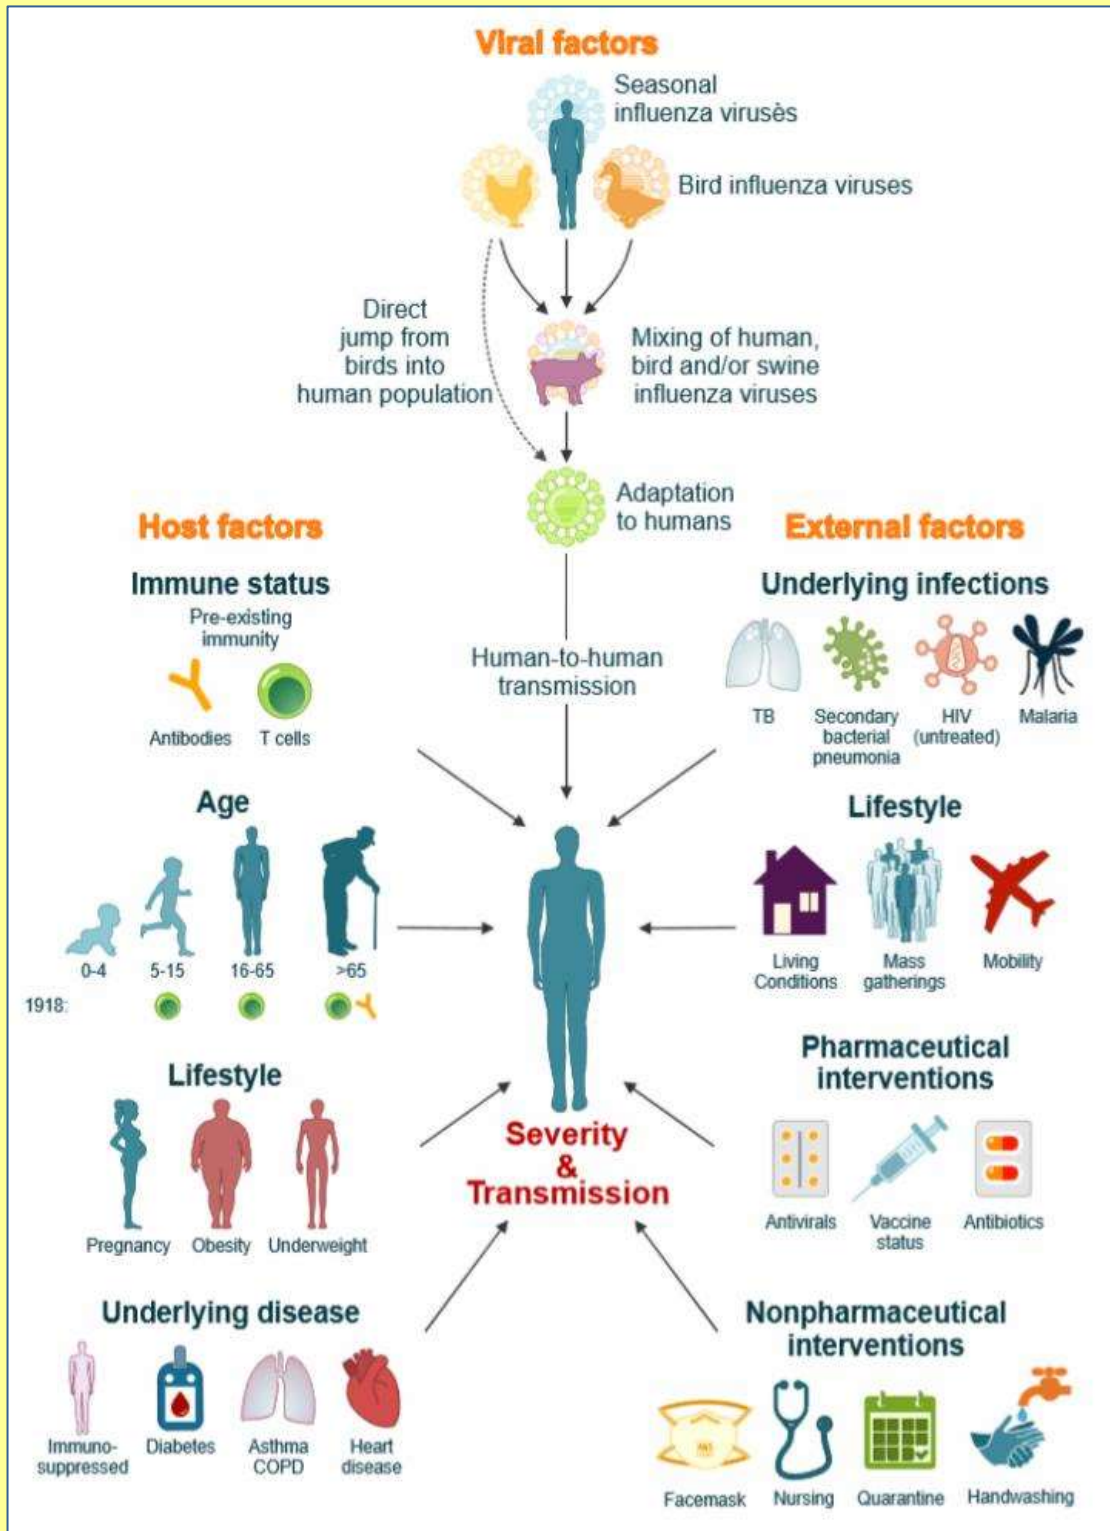 Viral factors
Seasonal
influenza virusès
Bird influenza viruses
Direct
jump from
birds into
human population
Mixing of human,
bird and/or swine
influenza viruses
Adaptation
to humans
Human-to-human
transmission
Host factors
Immune status
Pre-existing
immunity
Antibodies
T cells
Age
0-4
5-15
16-65
>65
1918:
Lifestyle
Pregnancy
Obesity
Underweight
Underlying disease
Immuno-
suppressed
Diabetes
Asthma
COPD
Heart
disease
External factors
Underlying infections
TB
Secondary
bacterial
pneumonia
HIV
(untreated)
Malaria
Lifestyle
Living
Conditions
Mass
gatherings
Mobility
Pharmaceutical
interventions
Antivirals
Vaccine
status
Antibiotics
Nonpharmaceutical
interventions
Facemask
Nursing
Quarantine
Handwashing
Severity
&
Transmission